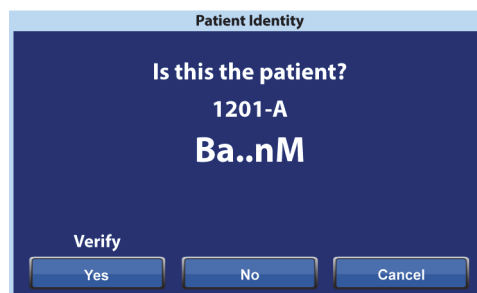 Patient Identity
Is this the patient?
1201-A
Ba..nM
Verify
Yes No Cancel